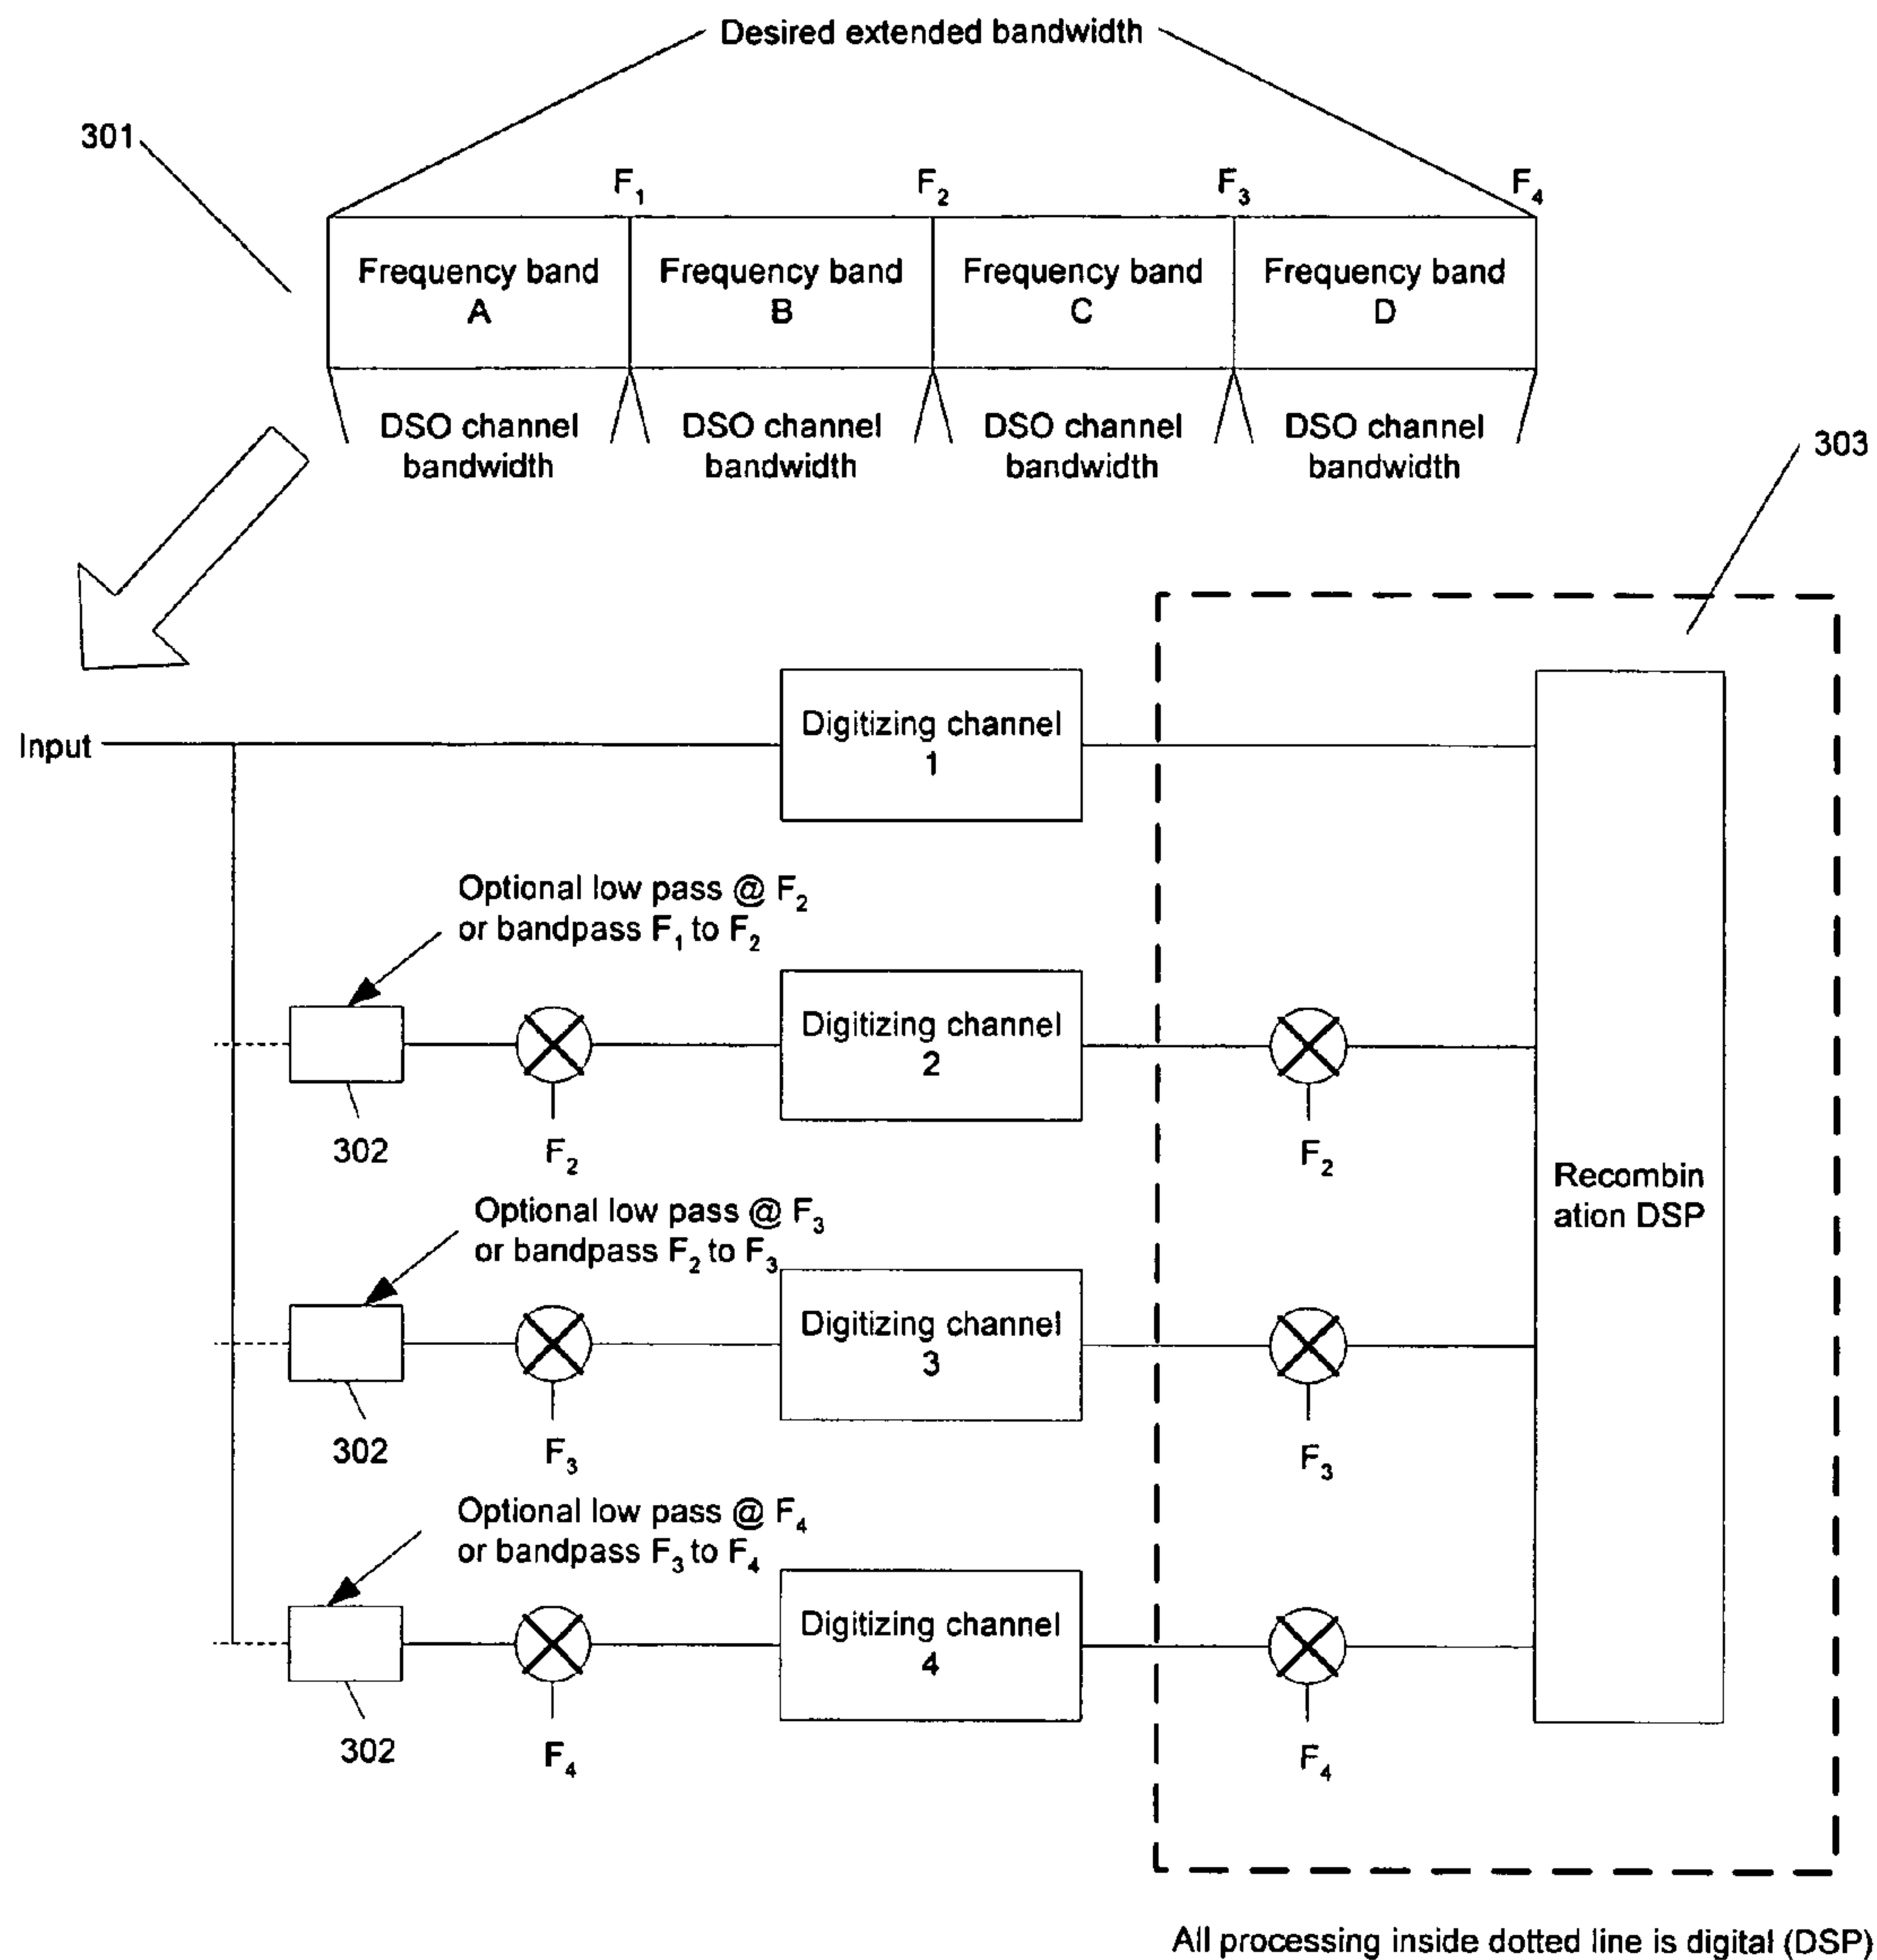 Desired extended bandwidth
301
F₁
F₂
F₃
F₄
Frequency band
A
Frequency band
B
Frequency band
C
Frequency band
D
DSO channel
bandwidth
DSO channel
bandwidth
DSO channel
bandwidth
DSO channel
bandwidth
303
Input
Digitizing channel
1
Optional low pass @ F₂
or bandpass F₁ to F₂
Digitizing channel
2
302
F₂
F₂
Recombin
ation DSP
Optional low pass @ F₃
or bandpass F₂ to F₃
Digitizing channel
3
302
F₃
F₃
Optional low pass @ F₄
or bandpass F₃ to F₄
Digitizing channel
4
302
F₄
F₄
All processing inside dotted line is digital (DSP)